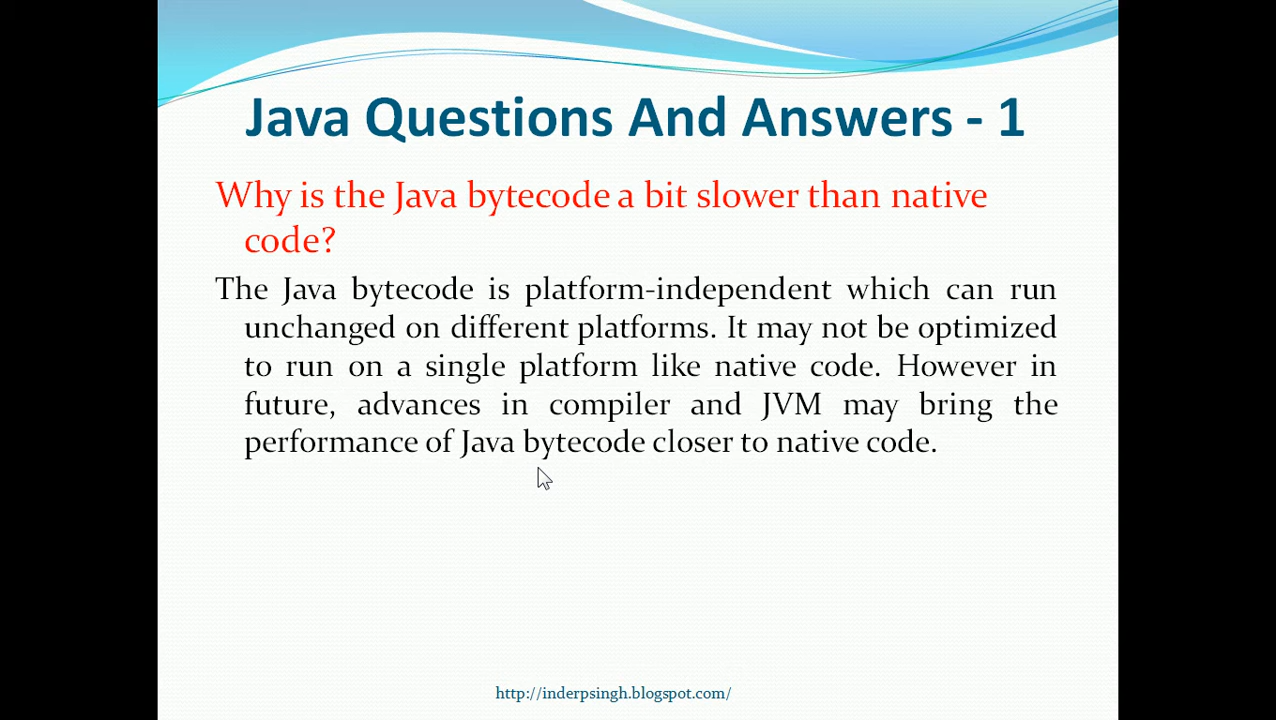 Java Questions And Answers - 1
Why is the Java bytecode a bit slower than native
code?
The Java bytecode is platform-independent which can run
unchanged on different platforms. It may not be optimized
to run on a single platform like native code. However in
future, advances in compiler and JVM may bring the
performance of Java bytecode closer to native code.
http://inderpsingh.blogspot.com/